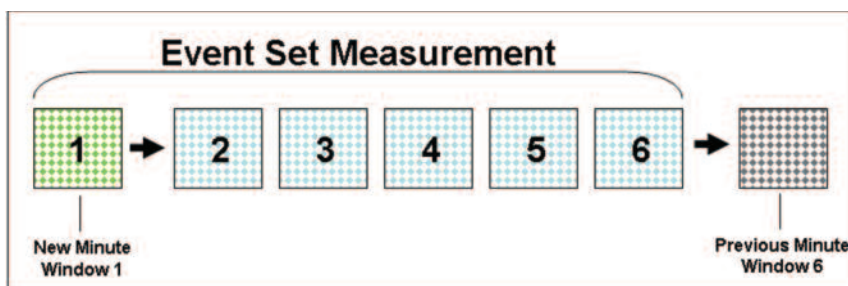 Event Set Measurement
1 2 3 4 5 6
New Minute
Window 1
Previous Minute
Window 6